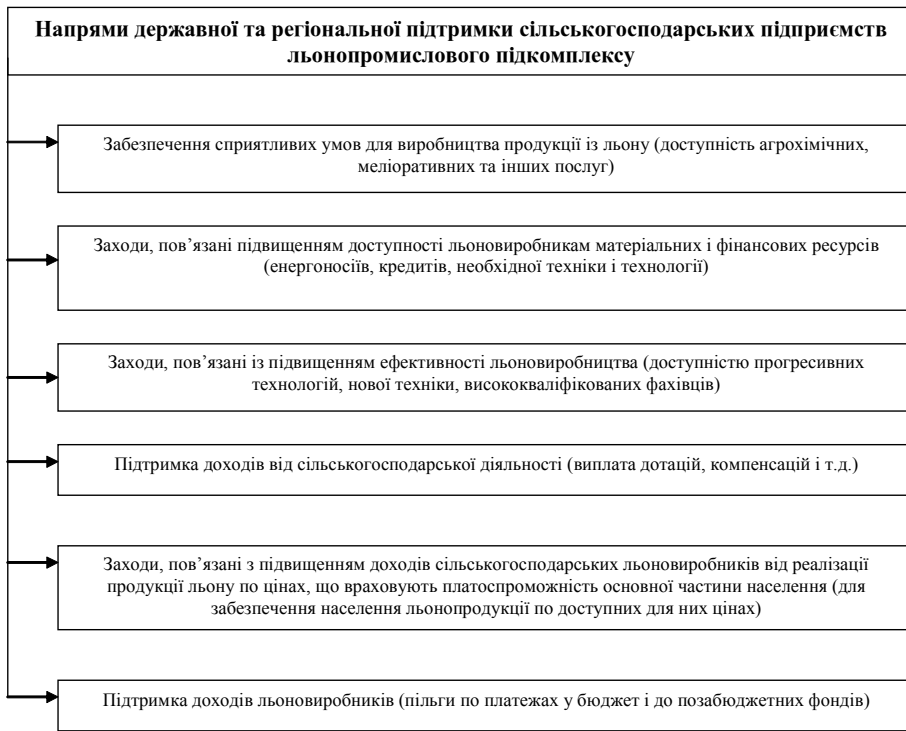 Напрями державної та регіональної підтримки сільськогосподарських підприємств
льонопромислового підкомплексу
Забезпечення сприятливих умов для виробництва продукції із льону (доступність агрохімічних,
меліоративних та інших послуг)
Заходи, пов’язані підвищенням доступності льоновиробникам матеріальних і фінансових ресурсів
(енергоносіїв, кредитів, необхідної техніки і технології)
Заходи, пов’язані із підвищенням ефективності льоновиробництва (доступністю прогресивних
технологій, нової техніки, висококваліфікованих фахівців)
Підтримка доходів від сільськогосподарської діяльності (виплата дотацій, компенсацій і т.д.)
Заходи, пов’язані з підвищенням доходів сільськогосподарських льоновиробників від реалізації
продукції льону по цінах, що враховують платоспроможність основної частини населення (для
забезпечення населення льонопродукції по доступних для них цінах)
Підтримка доходів льоновиробників (пільги по платежах у бюджет і до позабюджетних фондів)